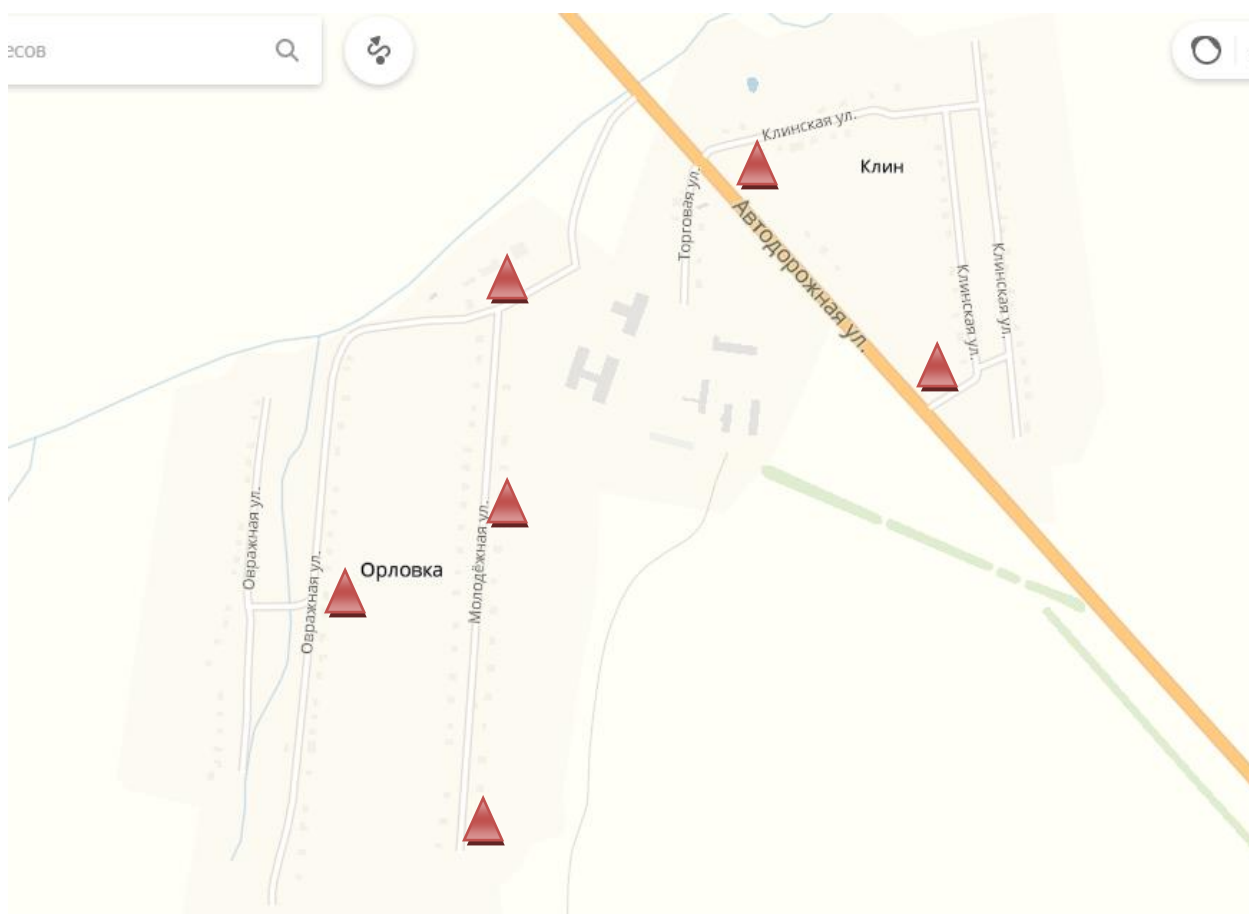 есов
Клинская ул.
Клин
Торговая ул.
Автодорожная ул.
Клинская ул.
Клинская ул.
Овражная ул.
Овражная ул.
Орловка
Молодёжная ул.